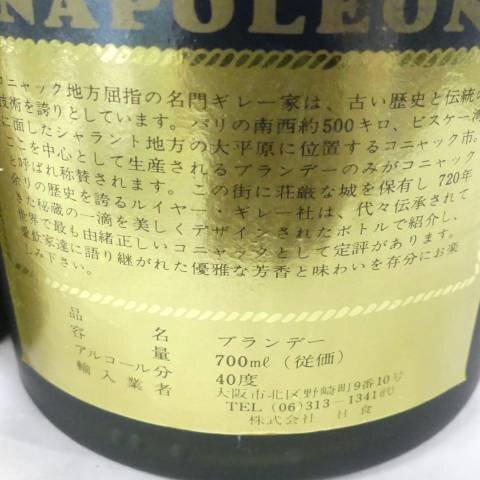 NAPOLEON
コニャック地方屈指の名門ギレー家は、古い歴史と伝統の
技術を誇りとしています。パリの南西約500キロ、ビスケー湾
に面したシャラント地方の大平原に位置するコニャック市。
ここを中心として生産されるブランデーのみがコニャック
と呼ばれ称賛されます。この街に荘厳な城を保有し720年
余りの歴史を誇るルイヤー・ギレー社は、代々伝承されて
きた秘蔵の一滴を美しくデザインされたボトルで紹介し、
世界で最も由緒正しいコニャックとして定評があります。
愛飲家達に語り継がれた優雅な芳香と味わいを存分にお楽
しみ下さい。
品名 ブランデー
容量 700mℓ (従価)
アルコール分 40度
輸入業者 大阪市北区野崎町9番10号
TEL (06)313-1341㈹
株式会社 日食